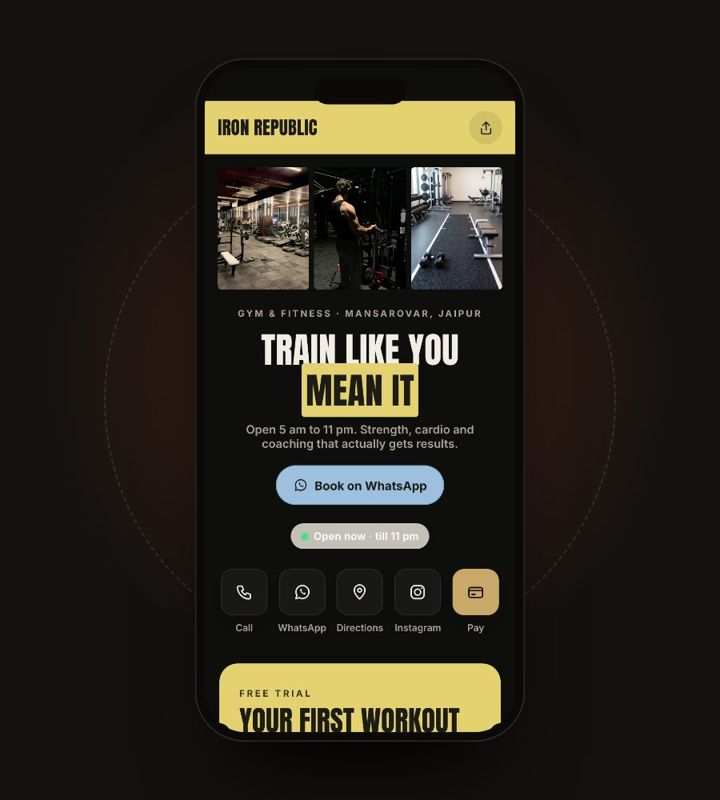 IRON REPUBLIC
GYM & FITNESS · MANSAROVAR, JAIPUR
TRAIN LIKE YOU
MEAN IT
Open 5 am to 11 pm. Strength, cardio and
coaching that actually gets results.
Book on WhatsApp
Open now · till 11 pm
Call WhatsApp Directions Instagram Pay
FREE TRIAL
YOUR FIRST WORKOUT